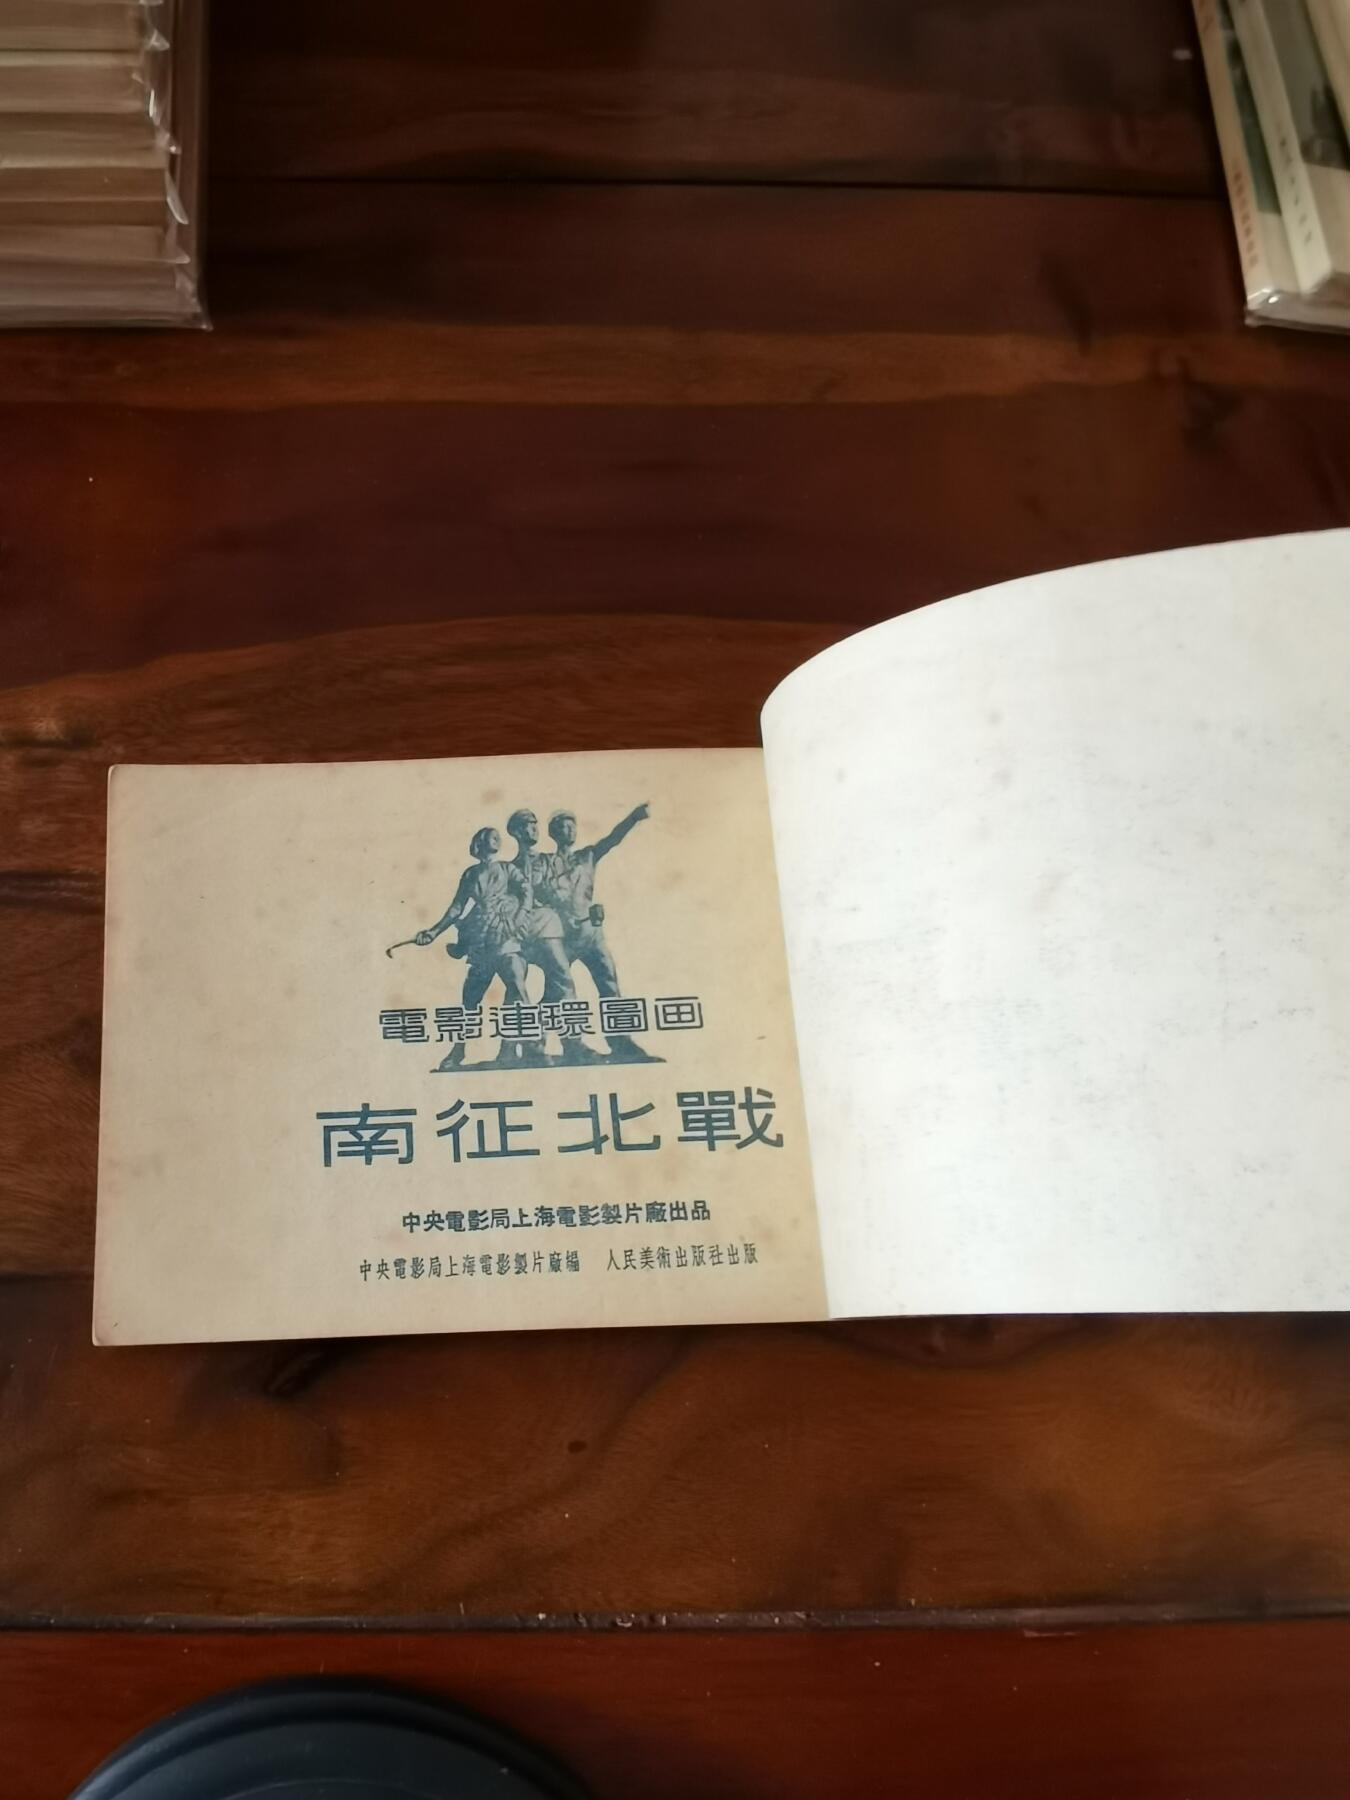 電影連環圖画
南征北戰
中央電影局上海電影製片廠出品
中央電影局上海電影製片廠編 人民美術出版社出版